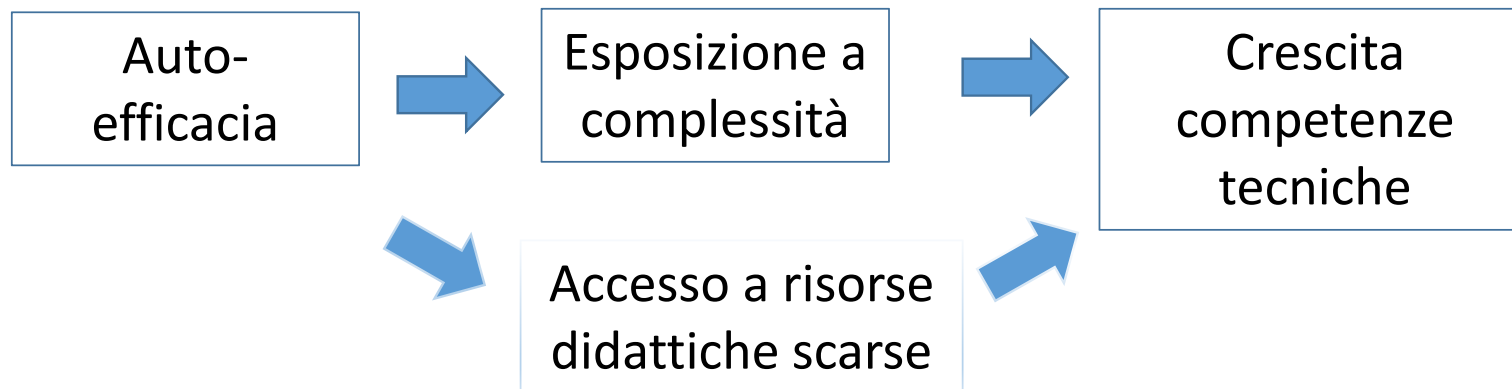 Auto-
efficacia
Esposizione a
complessità
Crescita
competenze
tecniche
Accesso a risorse
didattiche scarse